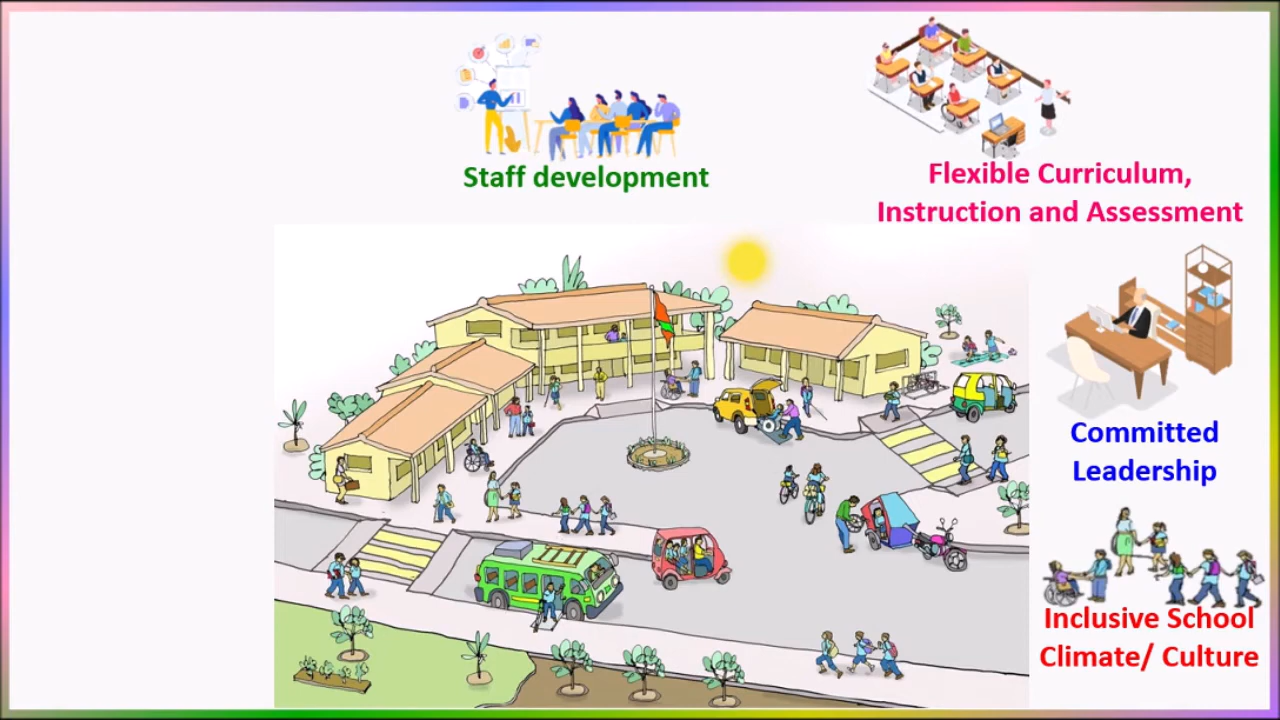 Staff development
Flexible Curriculum,
Instruction and Assessment
Committed
Leadership
Inclusive School
Climate/ Culture